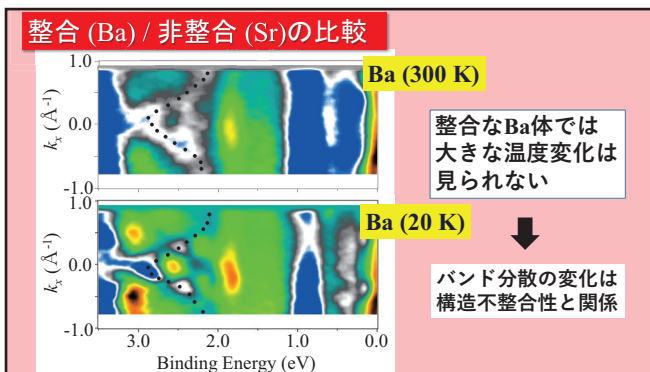 整合 (Ba) / 非整合 (Sr)の比較
Ba (300 K)
1.0
0.0
-1.0
kx (Å-1)
整合なBa体では
大きな温度変化は
見られない
Ba (20 K)
1.0
0.0
-1.0
kx (Å-1)
バンド分散の変化は
構造不整合性と関係
3.0
2.0
1.0
0.0
Binding Energy (eV)